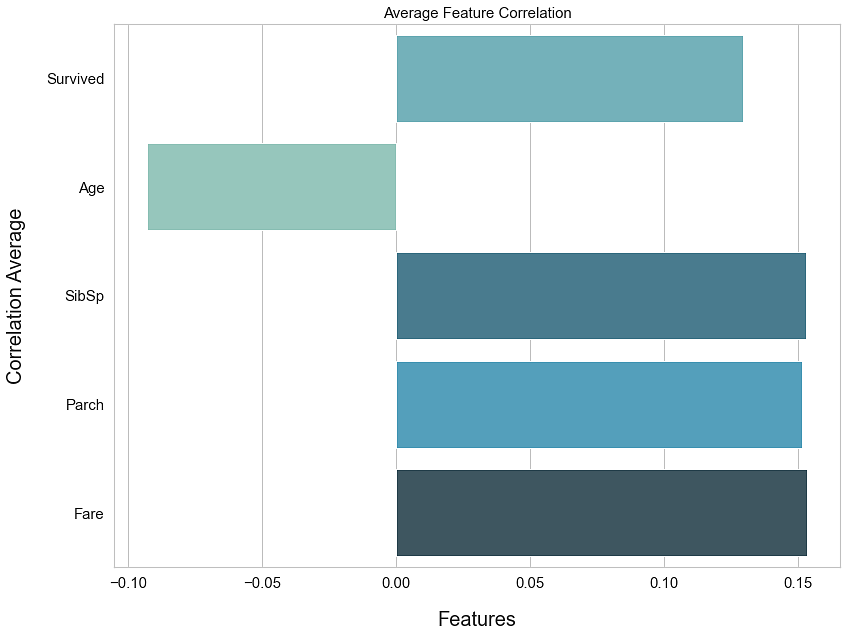 Average Feature Correlation
Survived
Age
SibSp
Parch
Fare
Correlation Average
−0.10 −0.05 0.00 0.05 0.10 0.15
Features